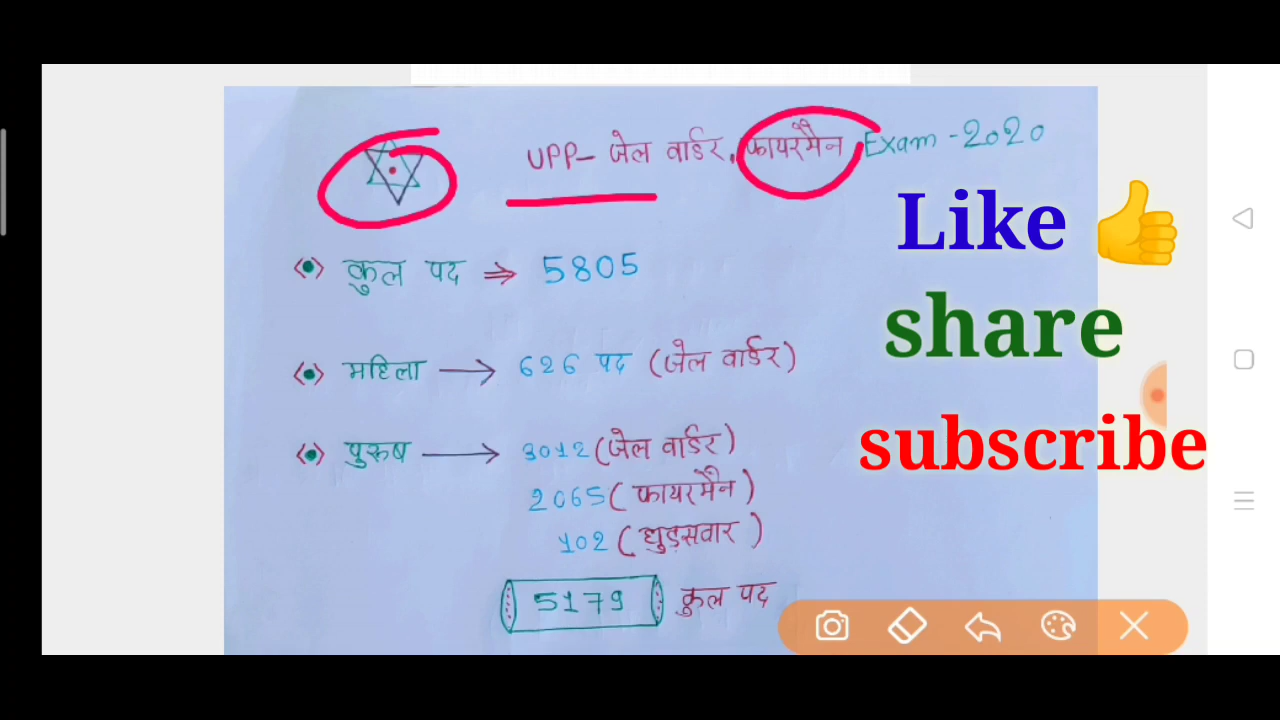 UPP- जेल वार्डर, फायरमैन Exam -2020
Like 👍
कुल पद ⇒ 5805
share
महिला → 626 पद (जेल वार्डर)
subscribe
पुरुष → 3012 (जेल वार्डर)
2065 (फायरमैन)
102 (घुड़सवार)
5179 कुल पद